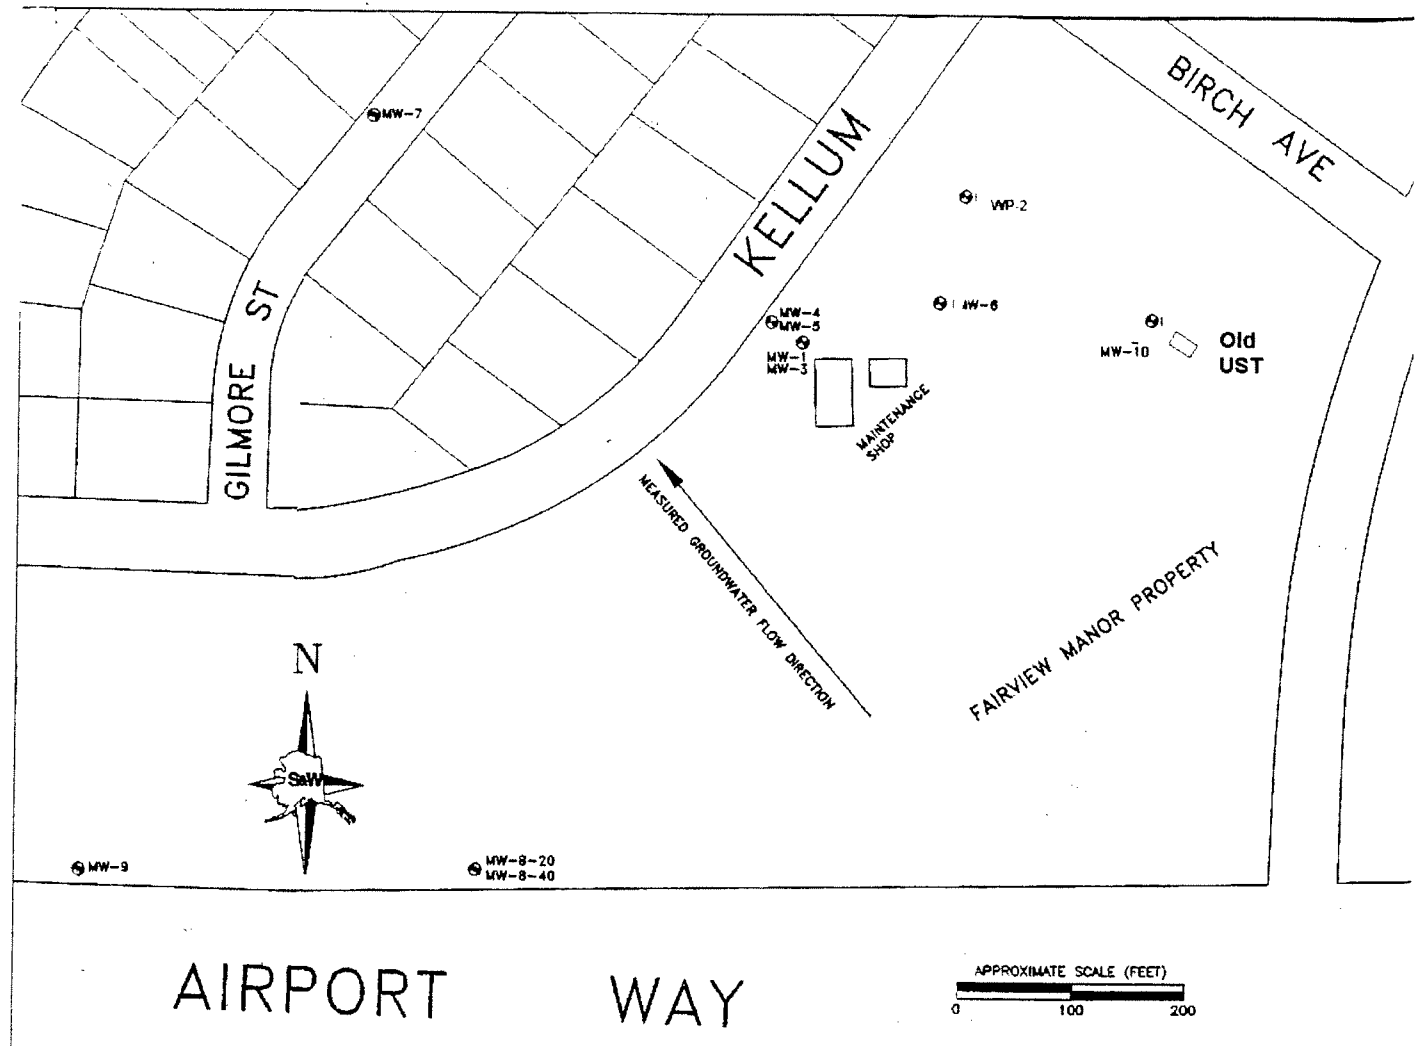 BIRCH AVE
MW-7
KELLUM
WP-2
GILMORE ST
MW-4
MW-5
MW-6
MW-1
MW-3
MW-10
Old
UST
MAINTENANCE
SHOP
MEASURED GROUNDWATER FLOW DIRECTION
FAIRVIEW MANOR PROPERTY
N
S&W
MW-9
MW-8-20
MW-8-40
AIRPORT WAY
APPROXIMATE SCALE (FEET)
0 100 200